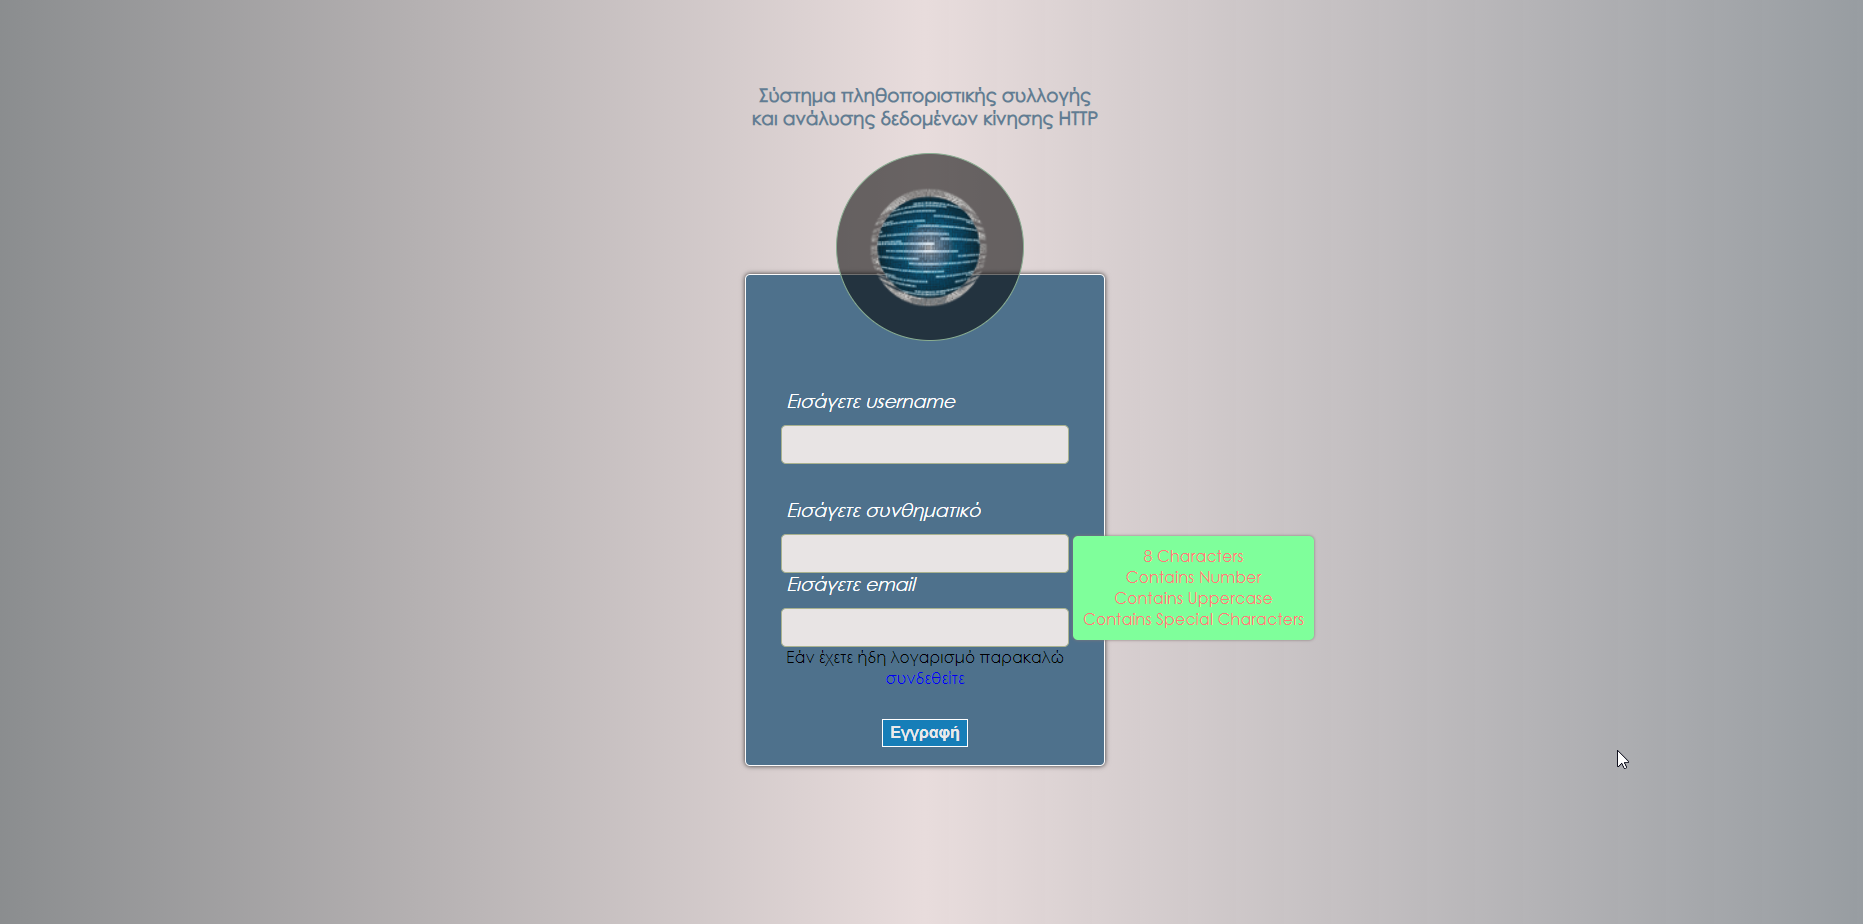 Σύστημα πληθοποριστικής συλλογής
και ανάλυσης δεδομένων κίνησης HTTP
Εισάγετε username
Εισάγετε συνθηματικό
8 Characters
Contains Number
Contains Uppercase
Contains Special Characters
Εισάγετε email
Εάν έχετε ήδη λογαρισμό παρακαλώ
συνδεθείτε
Εγγραφή